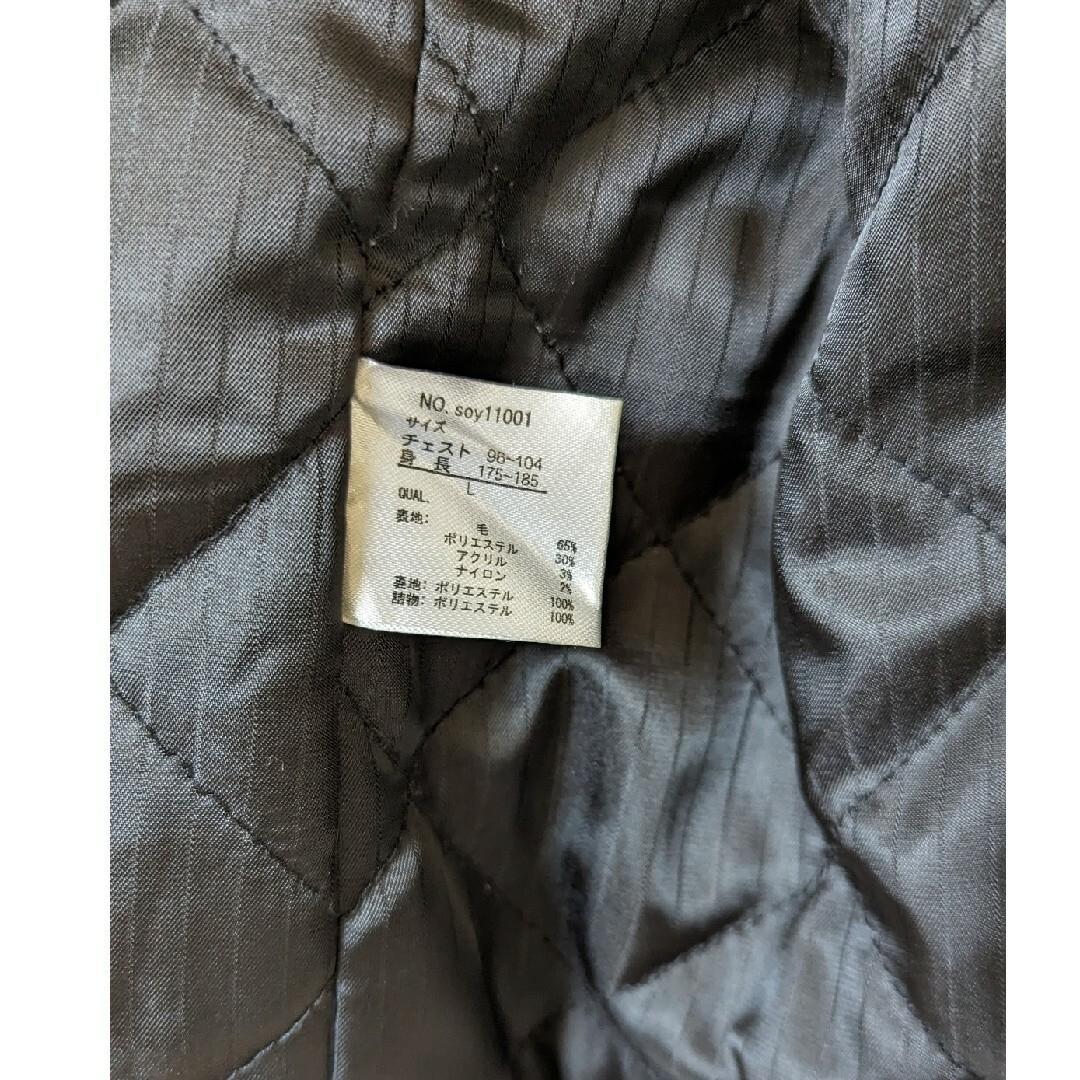 NO. soy11001
サイズ
チェスト 96~104
身 長 175~185
L
QUAL.
表地: 毛 65%
ポリエステル 30%
アクリル 3%
ナイロン 2%
裏地: ポリエステル 100%
詰物: ポリエステル 100%